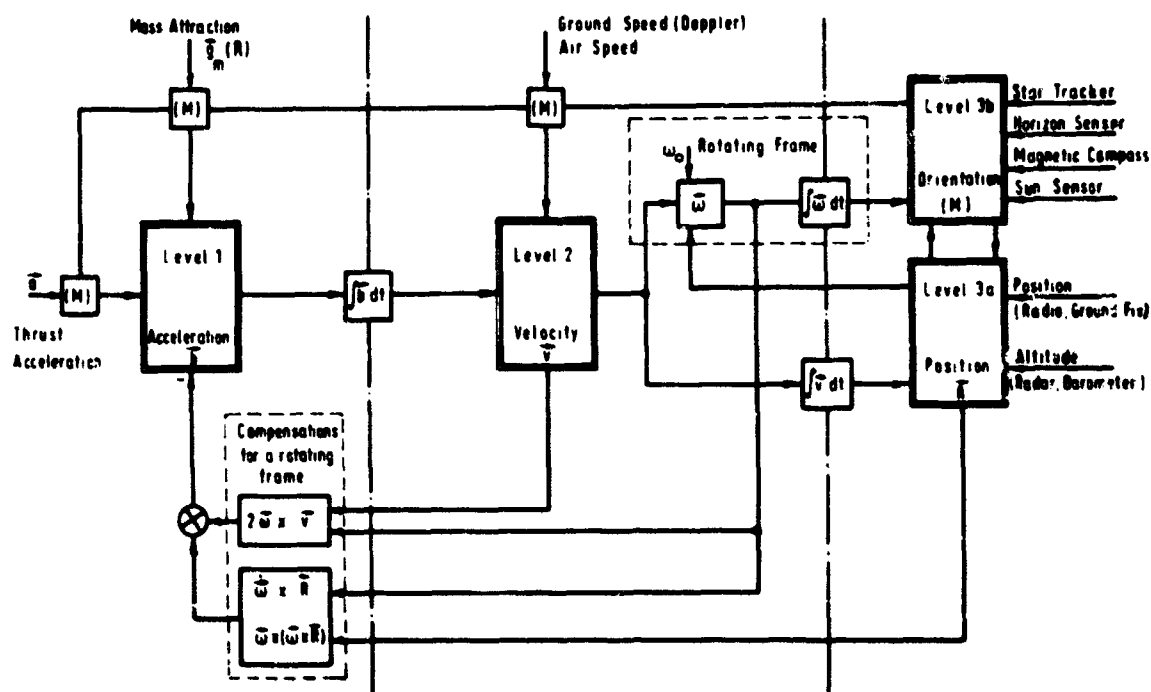 Mass Attraction
g⃗m(R)
Ground Speed (Doppler)
Air Speed
(M)
(M)
Level 3b
Orientation
(M)
Star Tracker
Horizon Sensor
Magnetic Compass
Sun Sensor
ω₀
Rotating Frame
ω⃗
∫ω⃗ dt
Level 1
Acceleration
Level 2
Velocity
v⃗
(M)
Thrust
Acceleration
∫b⃗ dt
Level 3a
Position
Position
(Radio, Ground Fix)
Altitude
(Radar, Barometer)
∫v⃗ dt
Compensations
for a rotating
frame
2ω⃗ x v⃗
ω⃗ x R⃗
ω⃗ x (ω⃗ x R⃗)